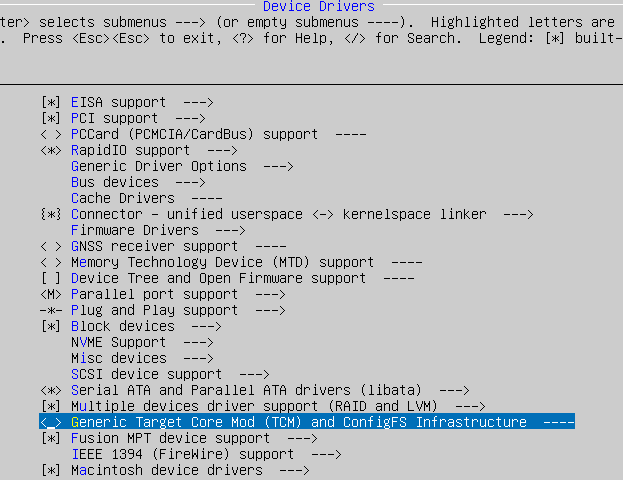 Device Drivers
ter> selects submenus ---> (or empty submenus ----).  Highlighted letters are
.  Press <Esc><Esc> to exit, <?> for Help, </> for Search.  Legend: [*] built-
[*] EISA support  --->
[*] PCI support  --->
< > PCCard (PCMCIA/CardBus) support  ----
<*> RapidIO support  --->
    Generic Driver Options  --->
    Bus devices  --->
    Cache Drivers  ----
{*} Connector - unified userspace <-> kernelspace linker  --->
    Firmware Drivers  --->
< > GNSS receiver support  ----
< > Memory Technology Device (MTD) support  ----
[ ] Device Tree and Open Firmware support  ----
<M> Parallel port support  --->
-*- Plug and Play support  --->
[*] Block devices  --->
    NVME Support  --->
    Misc devices  --->
    SCSI device support  --->
<*> Serial ATA and Parallel ATA drivers (libata)  --->
[*] Multiple devices driver support (RAID and LVM)  --->
<_> Generic Target Core Mod (TCM) and ConfigFS Infrastructure  ----
[*] Fusion MPT device support  --->
    IEEE 1394 (FireWire) support  --->
[*] Macintosh device drivers  --->